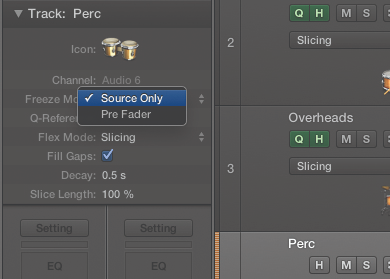 Track: Perc
Icon:
Channel: Audio 6
Freeze Mo
Source Only
Pre Fader
Q-Refere
Flex Mode: Slicing
Fill Gaps:
Decay: 0.5 s
Slice Length: 100 %
Setting Setting
EQ EQ
Q H M S
2
Slicing
Overheads
Q H M S
3
Slicing
Perc
H M S